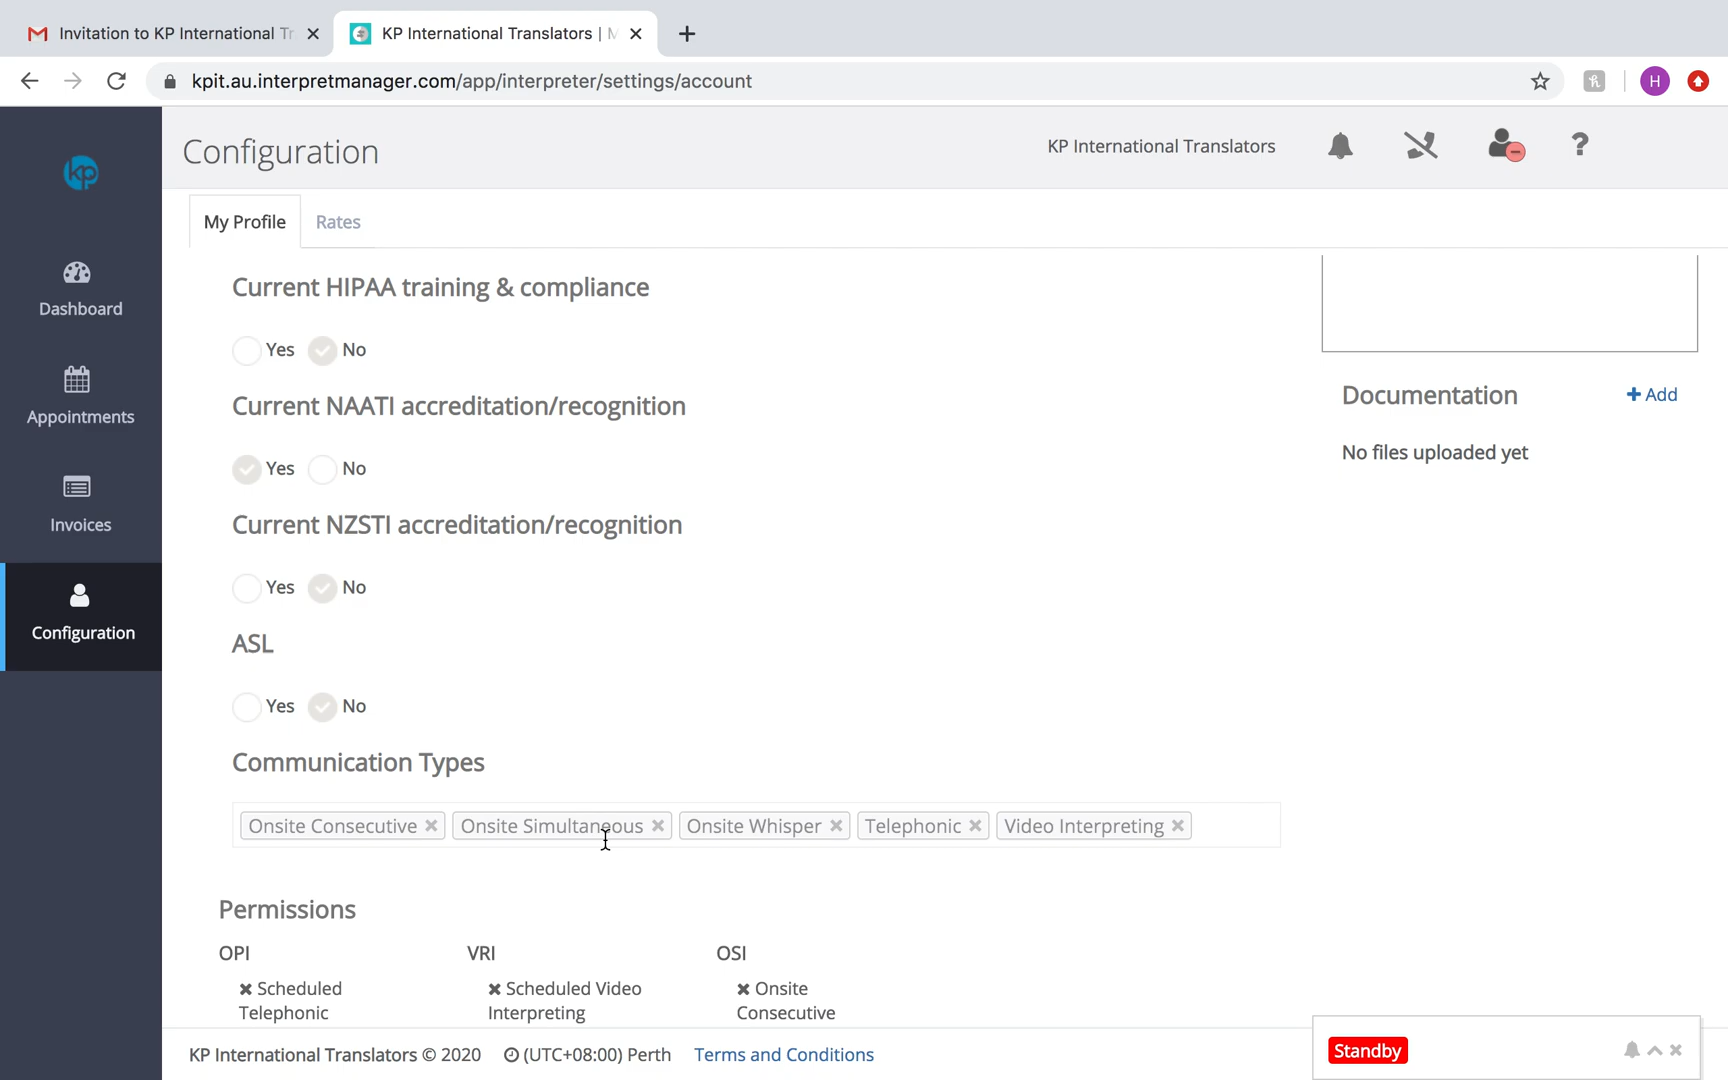 Invitation to KP International Tr
KP International Translators | M
kpit.au.interpretmanager.com/app/interpreter/settings/account
H
kp
Configuration
KP International Translators
?
My Profile
Rates
Dashboard
Appointments
Invoices
Configuration
Current HIPAA training & compliance
Yes No
Current NAATI accreditation/recognition
Yes No
Current NZSTI accreditation/recognition
Yes No
ASL
Yes No
Communication Types
Onsite Consecutive × Onsite Simultaneous × Onsite Whisper × Telephonic × Video Interpreting ×
Documentation
+ Add
No files uploaded yet
Permissions
OPI
× Scheduled
Telephonic
VRI
× Scheduled Video
Interpreting
OSI
× Onsite
Consecutive
KP International Translators © 2020 (UTC+08:00) Perth Terms and Conditions
Standby